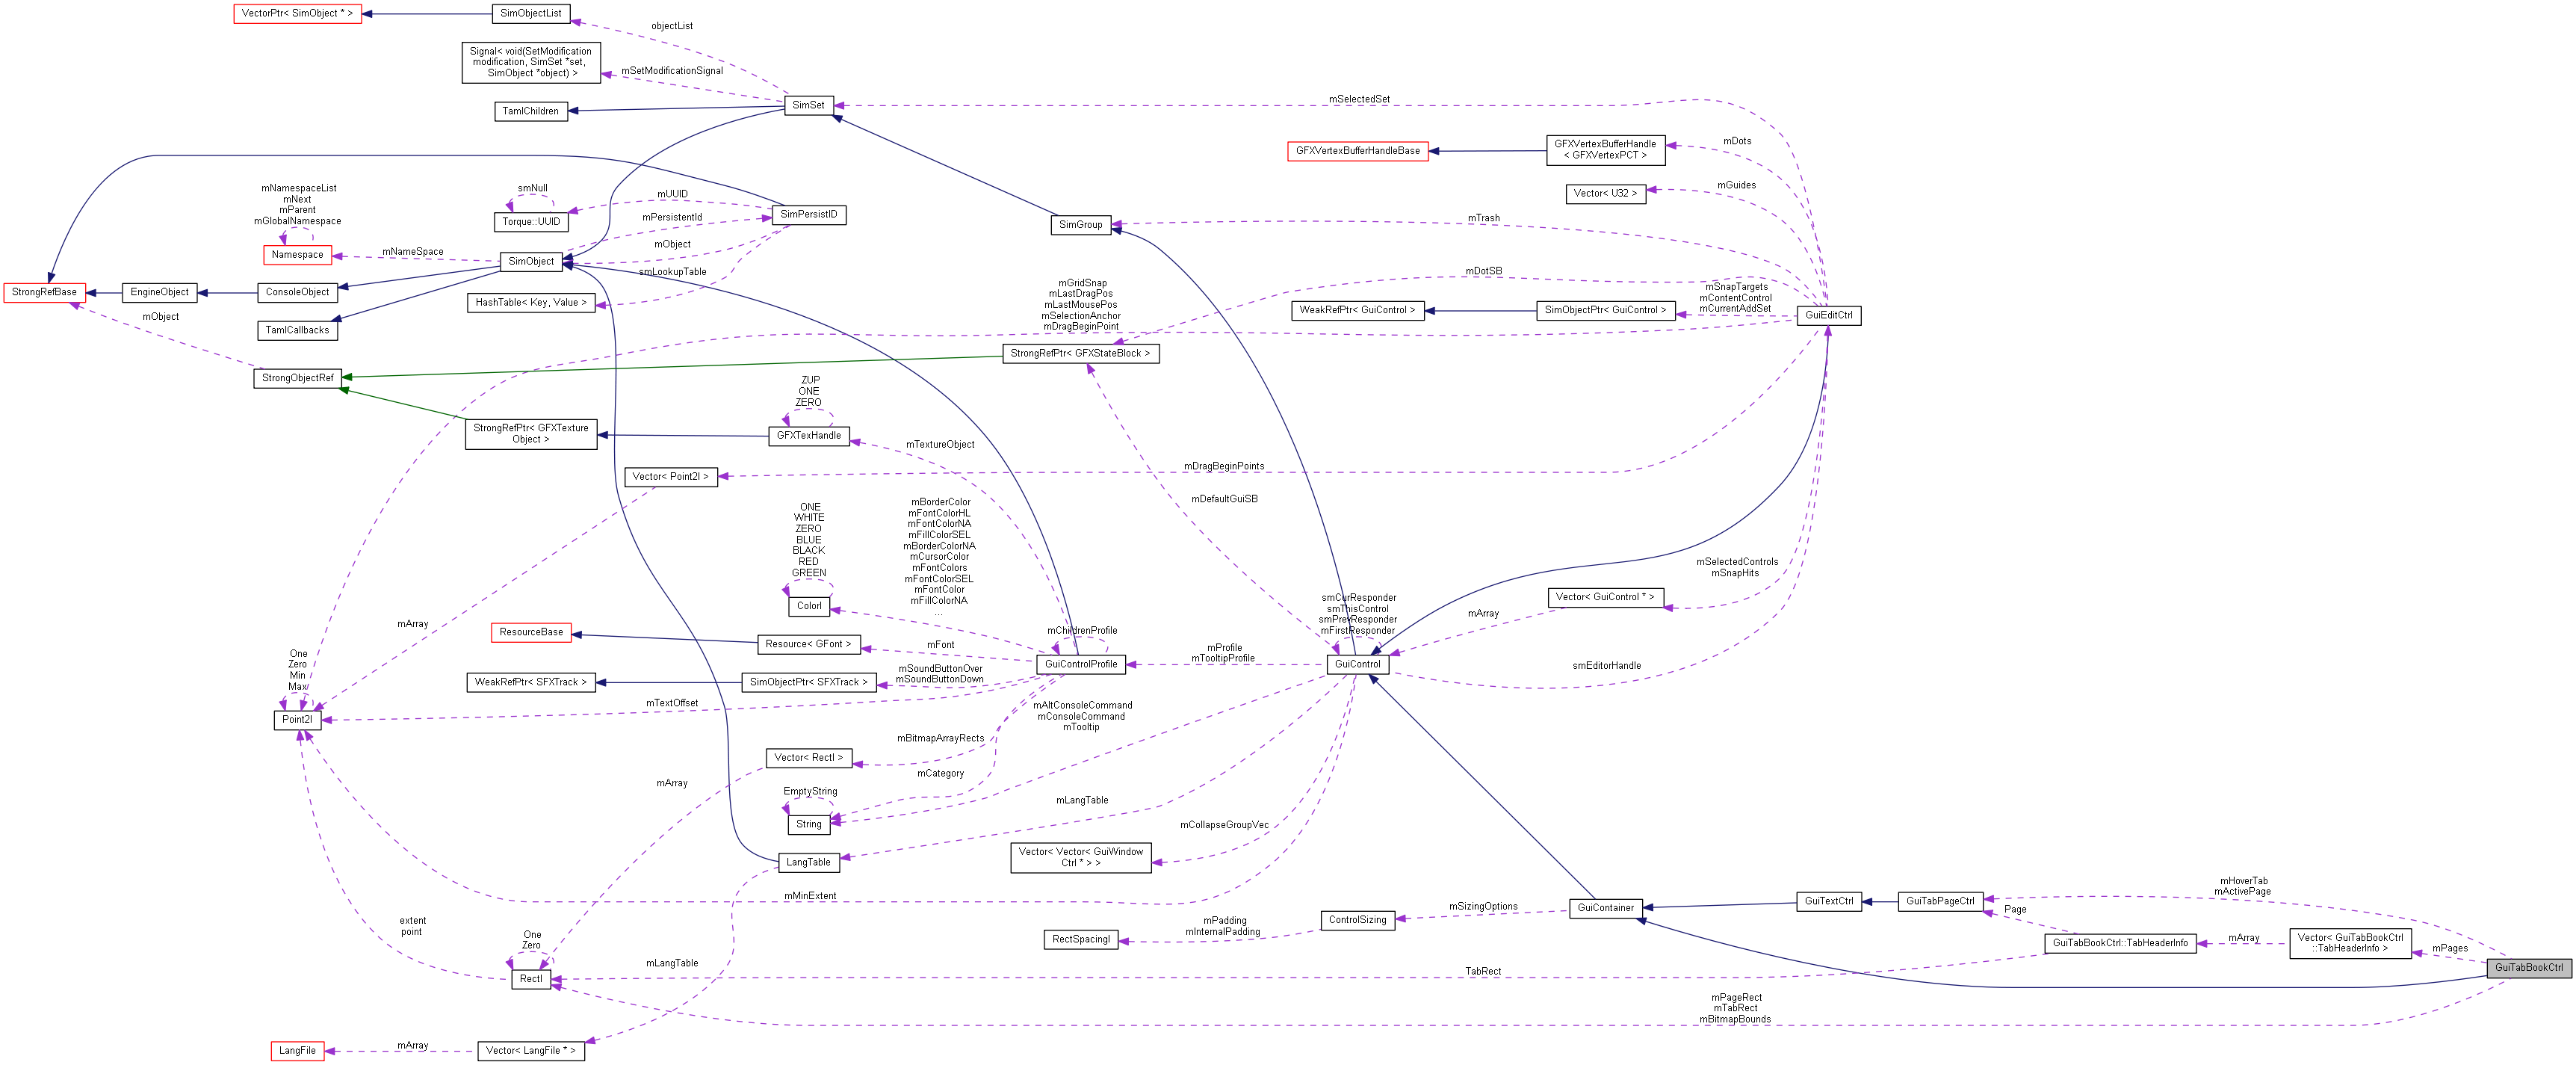 VectorPtr< SimObject * >
SimObjectList
objectList
Signal< void(SetModification
modification, SimSet *set,
SimObject *object) >
mSetModificationSignal
TamlChildren
SimSet
mSelectedSet
GFXVertexBufferHandleBase
GFXVertexBufferHandle
< GFXVertexPCT >
mDots
Vector< U32 >
mGuides
mNamespaceList
mNext
mParent
mGlobalNamespace
Namespace
mNameSpace
smNull
Torque::UUID
mUUID
mPersistentId
SimPersistID
mObject
smLookupTable
SimGroup
mTrash
SimObject
StrongRefBase
EngineObject
ConsoleObject
TamlCallbacks
HashTable< Key, Value >
mObject
mGridSnap
mLastDragPos
mLastMousePos
mSelectionAnchor
mDragBeginPoint
mDotSB
WeakRefPtr< GuiControl >
SimObjectPtr< GuiControl >
mSnapTargets
mContentControl
mCurrentAddSet
GuiEditCtrl
StrongRefPtr< GFXStateBlock >
StrongObjectRef
ZUP
ONE
ZERO
StrongRefPtr< GFXTexture
Object >
GFXTexHandle
mTextureObject
Vector< Point2I >
mDragBeginPoints
mDefaultGuiSB
ONE
WHITE
ZERO
BLUE
BLACK
RED
GREEN
ColorI
mBorderColor
mFontColorHL
mFontColorNA
mFillColorSEL
mBorderColorNA
mCursorColor
mFontColors
mFontColorSEL
mFontColor
mFillColorNA
...
mSelectedControls
mSnapHits
Vector< GuiControl * >
mArray
mArray
smCurResponder
smThisControl
smPrevResponder
mFirstResponder
ResourceBase
Resource< GFont >
mFont
mChildrenProfile
GuiControlProfile
mProfile
mTooltipProfile
GuiControl
smEditorHandle
WeakRefPtr< SFXTrack >
SimObjectPtr< SFXTrack >
mSoundButtonOver
mSoundButtonDown
One
Zero
Min
Max
Point2I
mTextOffset
mAltConsoleCommand
mConsoleCommand
mTooltip
mBitmapArrayRects
Vector< RectI >
mArray
mCategory
EmptyString
String
mLangTable
mCollapseGroupVec
Vector< Vector< GuiWindow
Ctrl * > >
LangTable
mMinExtent
extent
point
One
Zero
RectI
mLangTable
mPadding
mInternalPadding
RectSpacingI
ControlSizing
mSizingOptions
GuiContainer
GuiTextCtrl
GuiTabPageCtrl
mHoverTab
mActivePage
Page
GuiTabBookCtrl::TabHeaderInfo
mArray
Vector< GuiTabBookCtrl
::TabHeaderInfo >
mPages
GuiTabBookCtrl
TabRect
mPageRect
mTabRect
mBitmapBounds
LangFile
mArray
Vector< LangFile * >